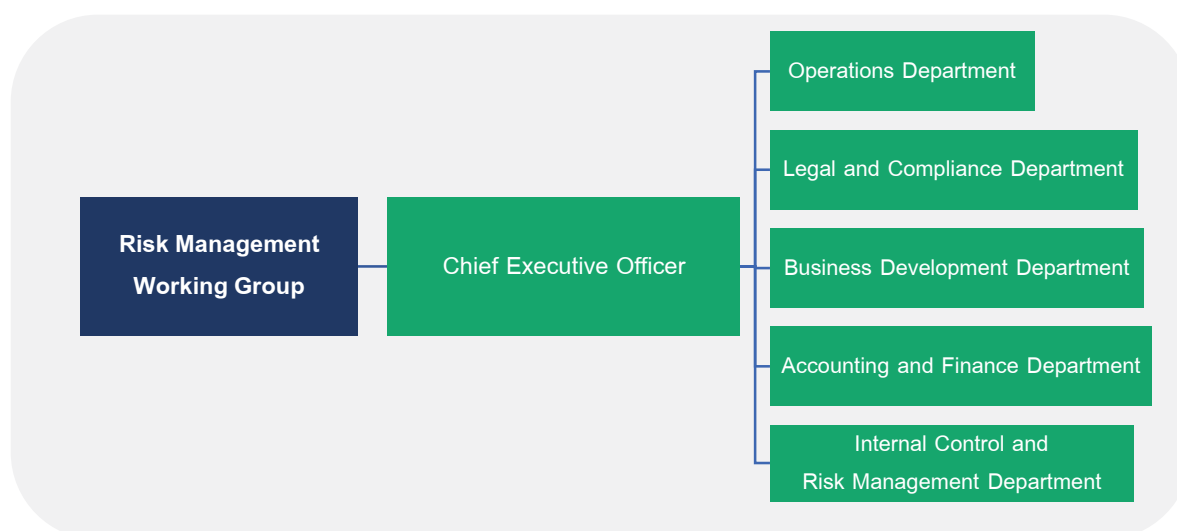 Risk Management
Working Group
Chief Executive Officer
Operations Department
Legal and Compliance Department
Business Development Department
Accounting and Finance Department
Internal Control and
Risk Management Department